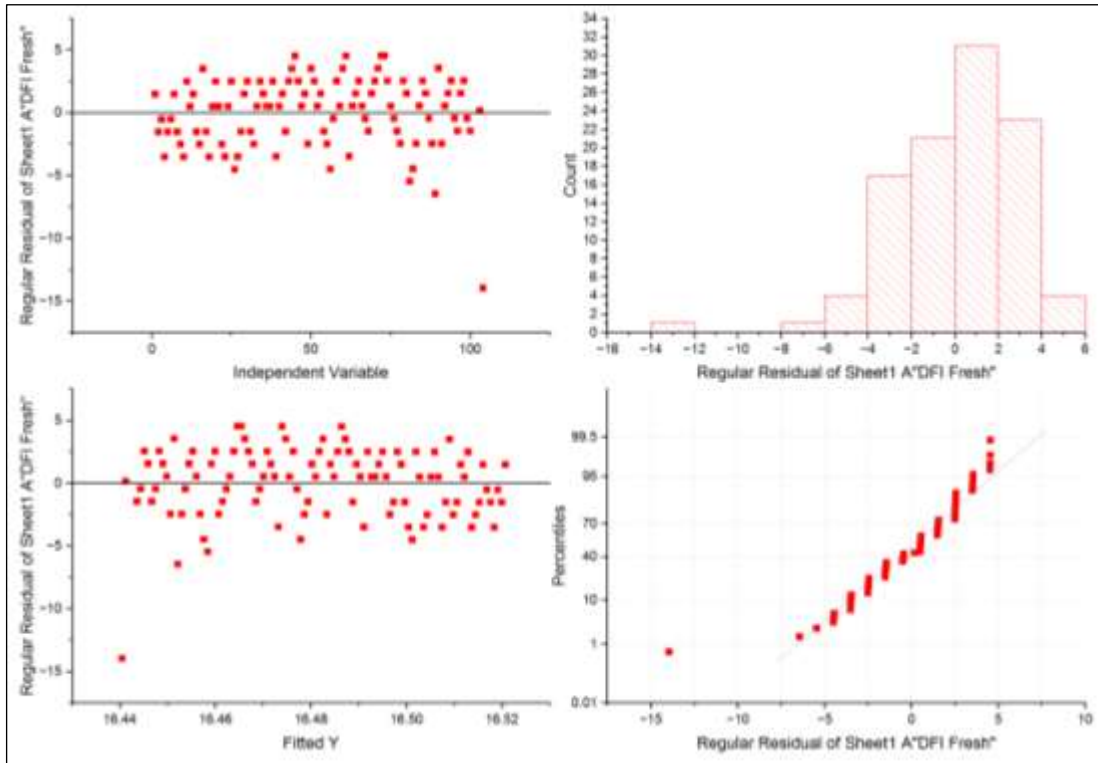 Regular Residual of Sheet1 A"DFI Fresh"
5
0
−5
−10
−15
0 50 100
Independent Variable
Count
34
32
30
28
26
24
22
20
18
16
14
12
10
8
6
4
2
0
−16 −14 −12 −10 −8 −6 −4 −2 0 2 4 6
Regular Residual of Sheet1 A"DFI Fresh"
Regular Residual of Sheet1 A"DFI Fresh"
5
0
−5
−10
−15
16.44 16.46 16.48 16.50 16.52
Fitted Y
Percentiles
99.5
95
70
40
10
1
0.01
−15 −10 −5 0 5 10
Regular Residual of Sheet1 A"DFI Fresh"